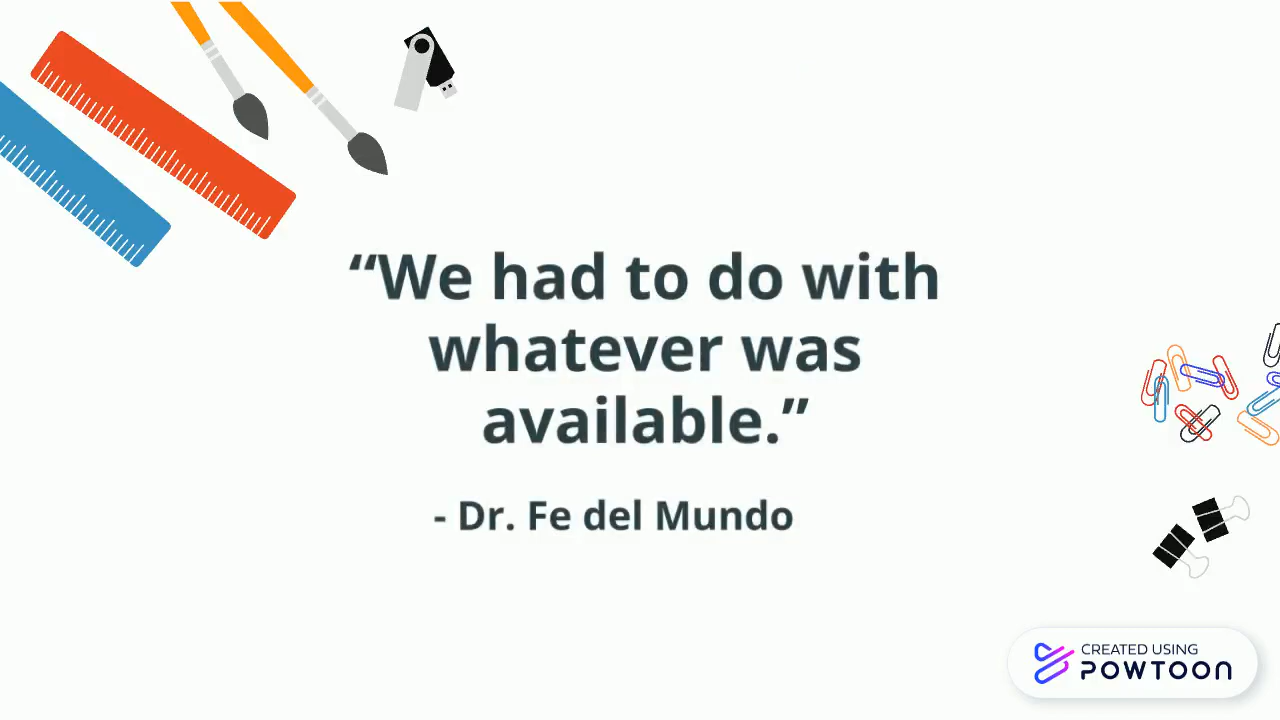 “We had to do with
whatever was
available.”
- Dr. Fe del Mundo
CREATED USING
POWTOON